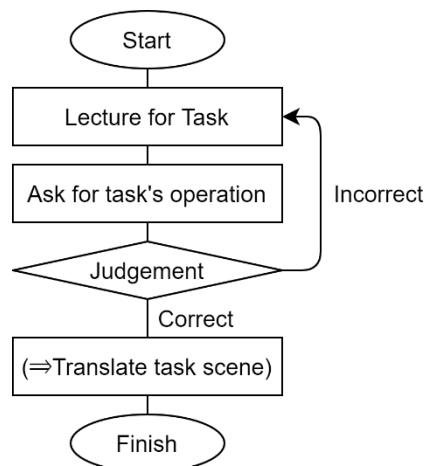 Start
Lecture for Task
Ask for task's operation
Incorrect
Judgement
Correct
(⇒Translate task scene)
Finish